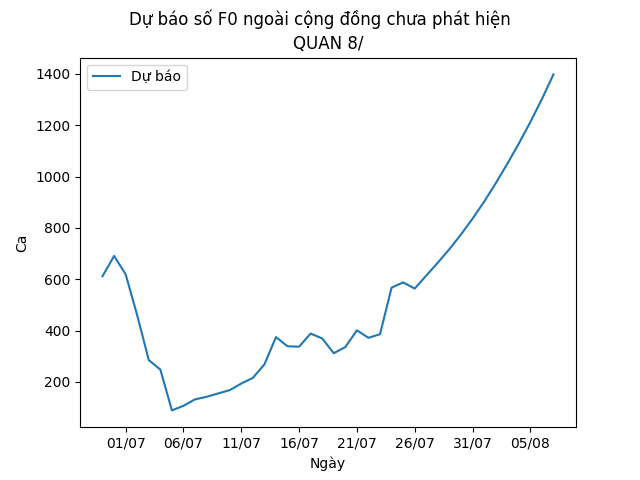 Dự báo số F0 ngoài cộng đồng chưa phát hiện
QUAN 8/
Dự báo
1400
1200
1000
800
600
400
200
Ca
01/07 06/07 11/07 16/07 21/07 26/07 31/07 05/08
Ngày